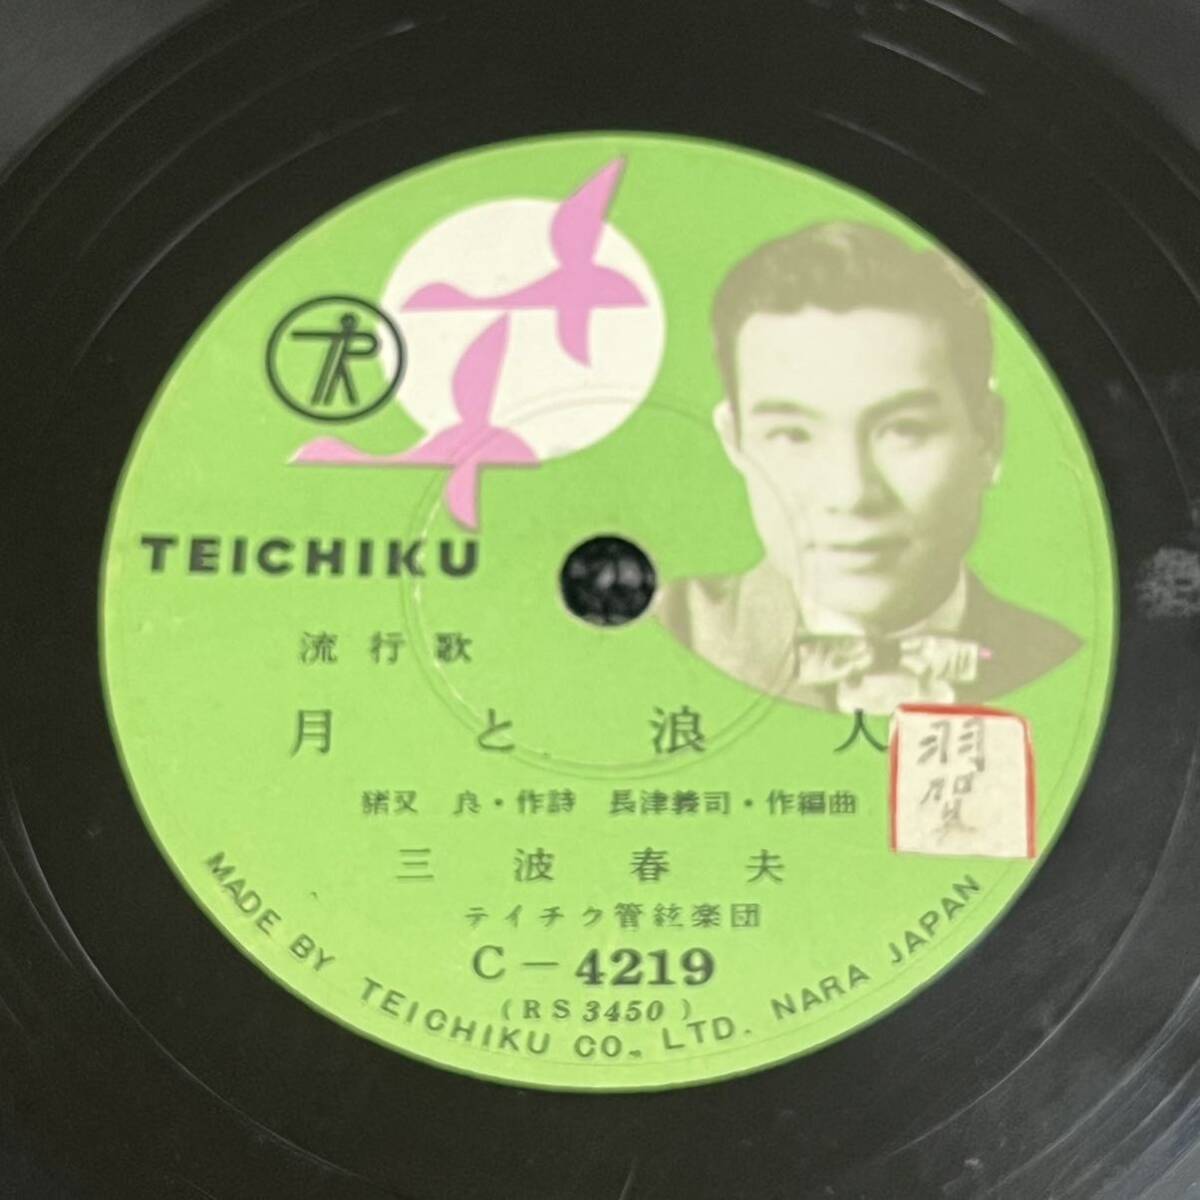 TEICHIKU
流行歌
月と浪人
猪又 良・作詩 長津義司・作編曲
三波春夫
テイチク管絃楽団
C-4219
(RS3450)
MADE BY TEICHIKU CO., LTD. NARA JAPAN
羽賀